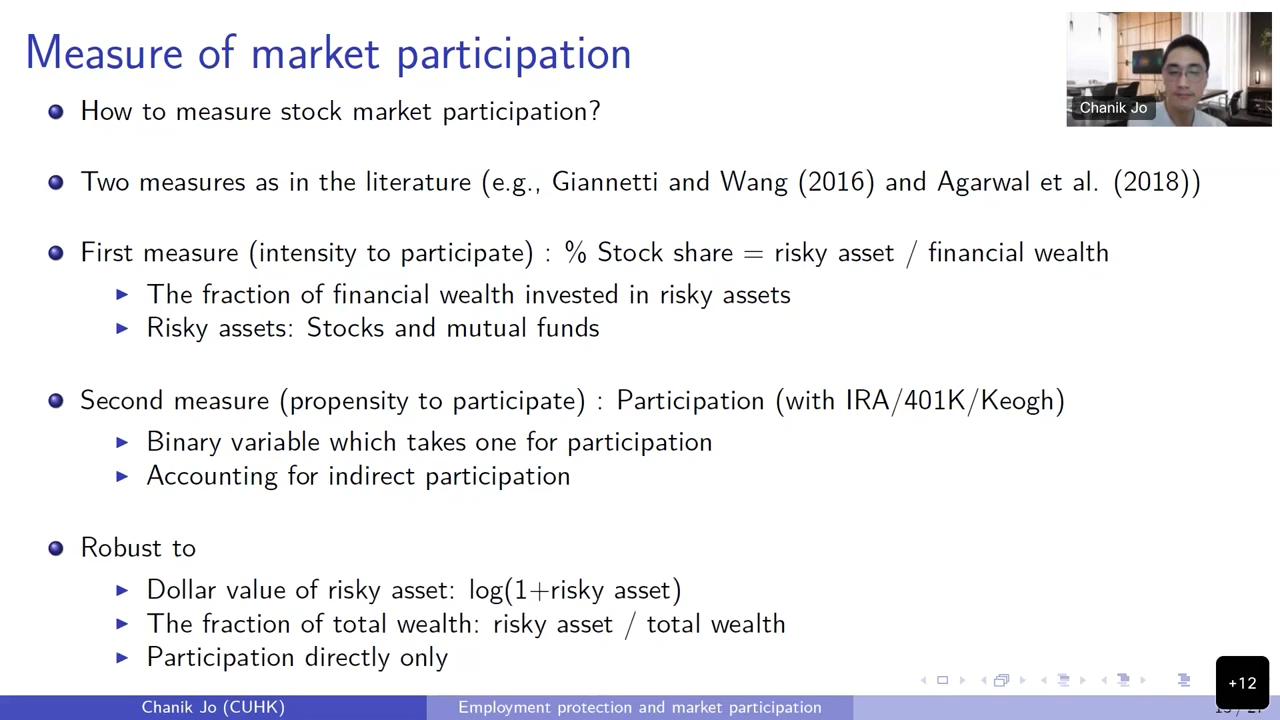 Measure of market participation
How to measure stock market participation?
Chanik Jo
Two measures as in the literature (e.g., Giannetti and Wang (2016) and Agarwal et al. (2018))
First measure (intensity to participate) : % Stock share = risky asset / financial wealth
The fraction of financial wealth invested in risky assets
Risky assets: Stocks and mutual funds
Second measure (propensity to participate) : Participation (with IRA/401K/Keogh)
Binary variable which takes one for participation
Accounting for indirect participation
Robust to
Dollar value of risky asset: log(1+risky asset)
The fraction of total wealth: risky asset / total wealth
Participation directly only
+12
Chanik Jo (CUHK)
Employment protection and market participation